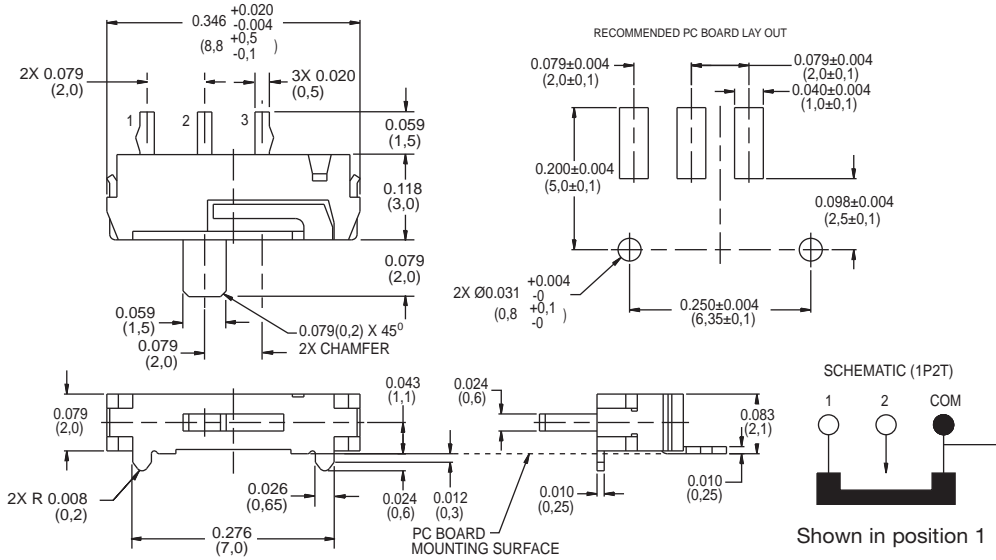 0.346 +0.020 -0.004
(8,8 +0,5 -0,1 )
2X 0.079
(2,0)
3X 0.020
(0,5)
1 2 3
0.059
(1,5)
0.118
(3,0)
0.079
(2,0)
0.059
(1,5)
0.079
(2,0)
0.079(0,2) X 45⁰
2X CHAMFER
RECOMMENDED PC BOARD LAY OUT
0.079±0.004
(2,0±0,1)
0.079±0.004
(2,0±0,1)
0.040±0.004
(1,0±0,1)
0.200±0.004
(5,0±0,1)
0.098±0.004
(2,5±0,1)
2X Ø0.031 +0.004 -0
(0,8 +0,1 -0 )
0.250±0.004
(6,35±0,1)
0.079
(2,0)
0.043
(1,1)
2X R 0.008
(0,2)
0.026
(0,65)
0.024
(0,6)
0.012
(0,3)
0.276
(7,0)
PC BOARD
MOUNTING SURFACE
0.024
(0,6)
0.083
(2,1)
0.010
(0,25)
0.010
(0,25)
SCHEMATIC (1P2T)
1 2 COM
Shown in position 1